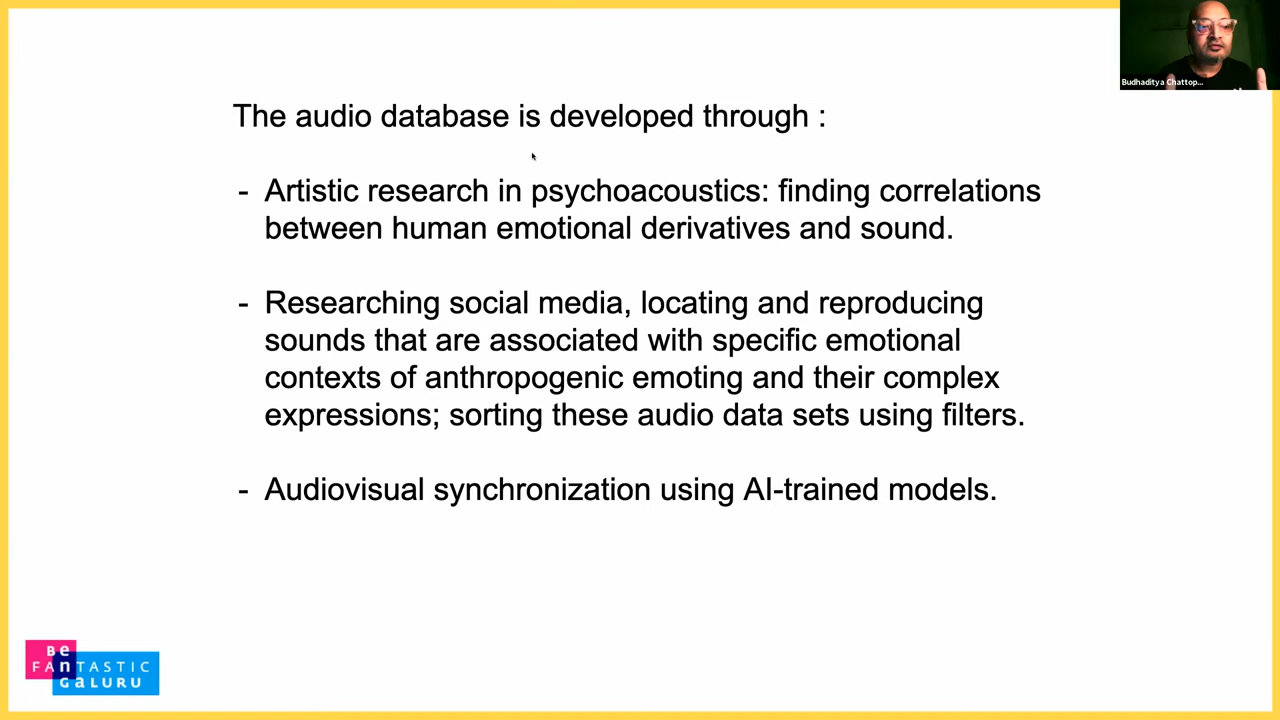 Budhaditya Chattop...
The audio database is developed through :
- Artistic research in psychoacoustics: finding correlations
between human emotional derivatives and sound.
- Researching social media, locating and reproducing
sounds that are associated with specific emotional
contexts of anthropogenic emoting and their complex
expressions; sorting these audio data sets using filters.
- Audiovisual synchronization using AI-trained models.
Be
FANTASTIC
nGaLURU